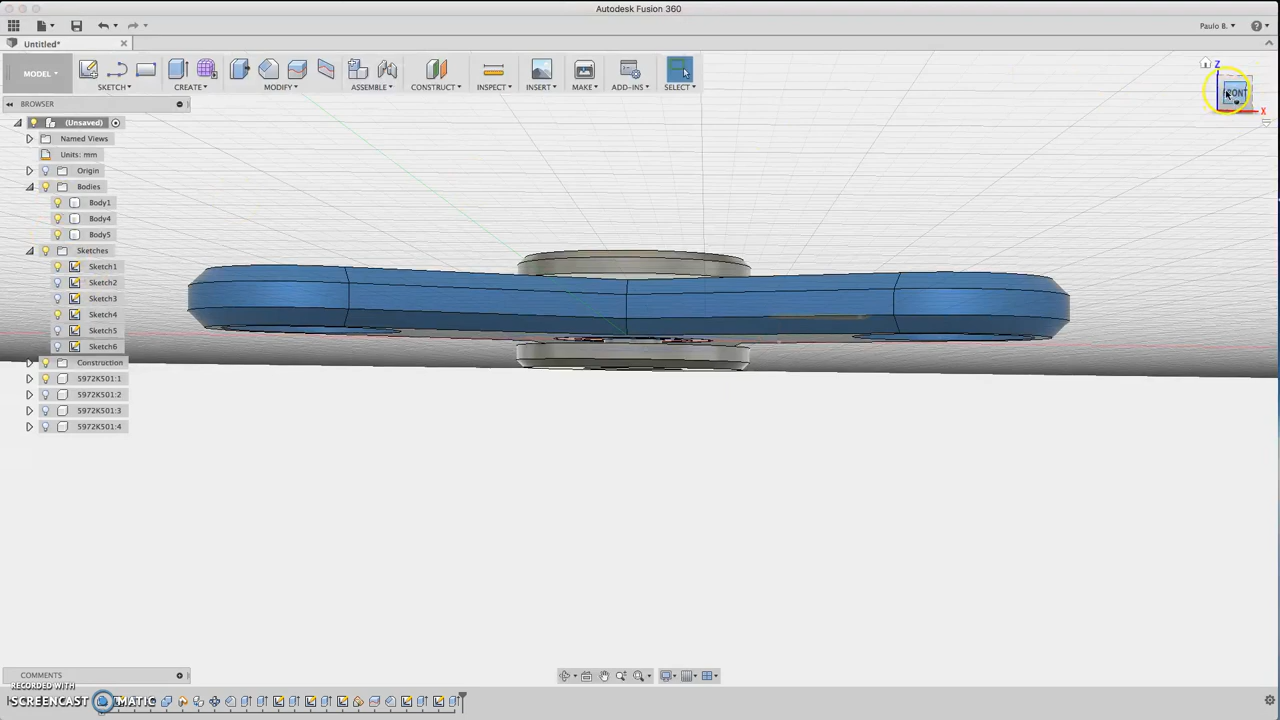 Autodesk Fusion 360
Paulo B.
Untitled*
MODEL
SKETCH
CREATE
MODIFY
ASSEMBLE
CONSTRUCT
INSPECT
INSERT
MAKE
ADD-INS
SELECT
Z
X
BROWSER
(Unsaved)
Named Views
Units: mm
Origin
Bodies
Body1
Body4
Body5
Sketches
Sketch1
Sketch2
Sketch3
Sketch4
Sketch5
Sketch6
Construction
5972K501:1
5972K501:2
5972K501:3
5972K501:4
COMMENTS
RECORDED WITH
SCREENCAST MATIC